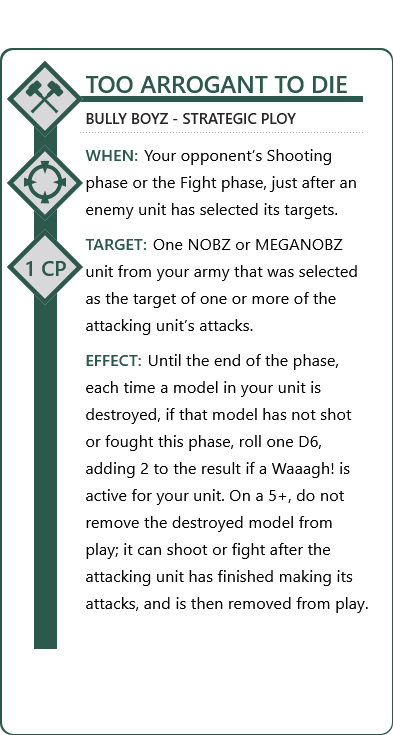 TOO ARROGANT TO DIE
BULLY BOYZ - STRATEGIC PLOY
WHEN: Your opponent's Shooting
phase or the Fight phase, just after an
enemy unit has selected its targets.
1 CP
TARGET: One NOBZ or MEGANOBZ
unit from your army that was selected
as the target of one or more of the
attacking unit's attacks.
EFFECT: Until the end of the phase,
each time a model in your unit is
destroyed, if that model has not shot
or fought this phase, roll one D6,
adding 2 to the result if a Waaagh! is
active for your unit. On a 5+, do not
remove the destroyed model from
play; it can shoot or fight after the
attacking unit has finished making its
attacks, and is then removed from play.